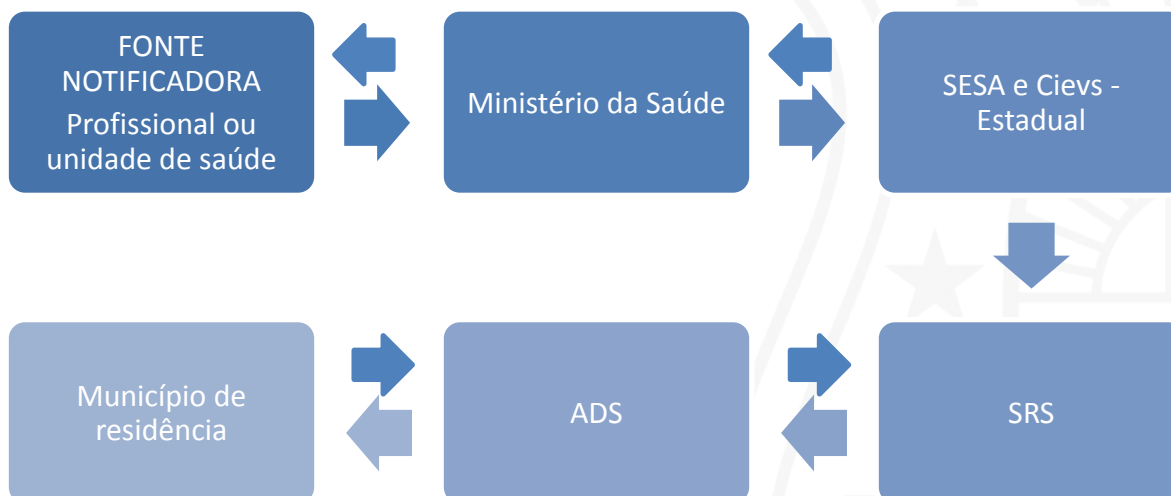 FONTE
NOTIFICADORA
Profissional ou
unidade de saúde
Ministério da Saúde
SESA e Cievs -
Estadual
Município de
residência
ADS
SRS